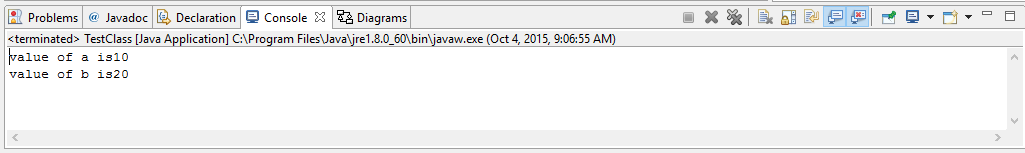 Problems @ Javadoc Declaration Console Diagrams
<terminated> TestClass [Java Application] C:\Program Files\Java\jre1.8.0_60\bin\javaw.exe (Oct 4, 2015, 9:06:55 AM)
value of a is10
value of b is20